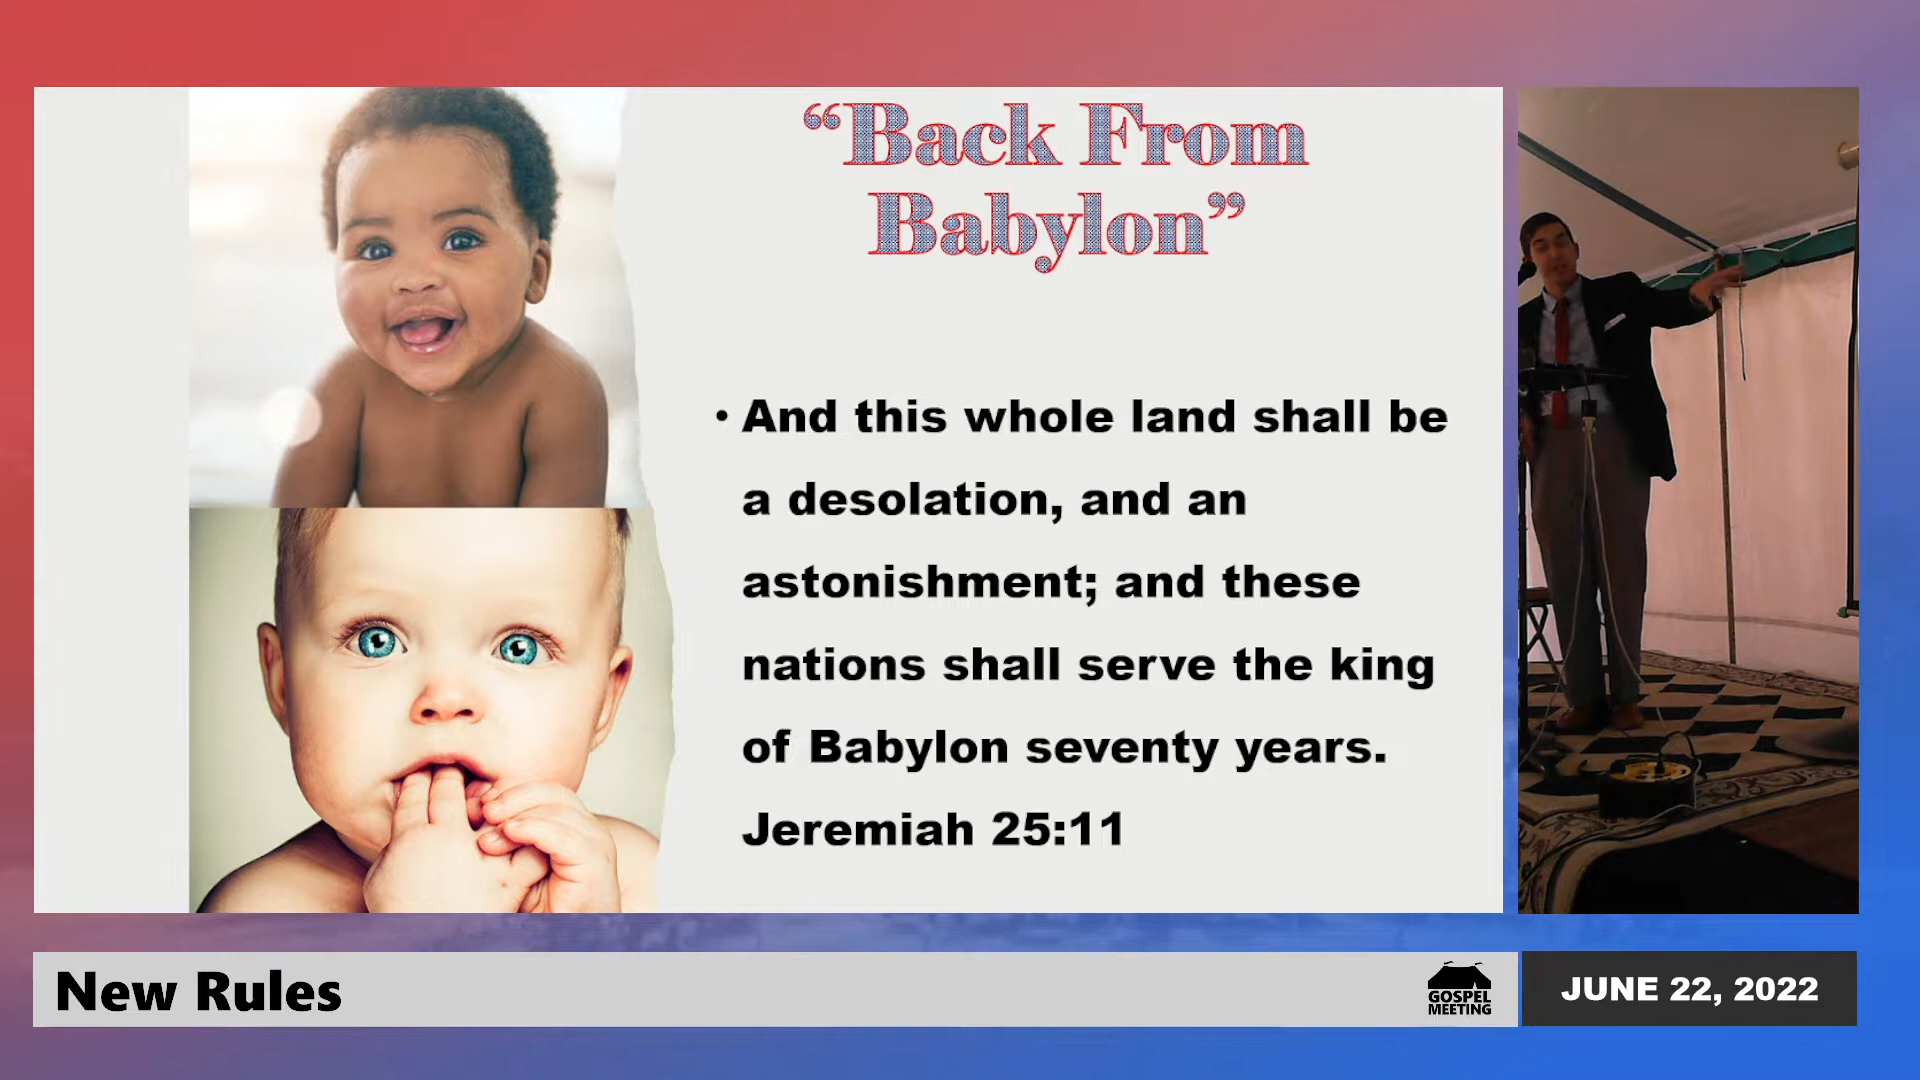 “Back From
Babylon”
• And this whole land shall be
a desolation, and an
astonishment; and these
nations shall serve the king
of Babylon seventy years.
Jeremiah 25:11
New Rules
GOSPEL
MEETING
JUNE 22, 2022